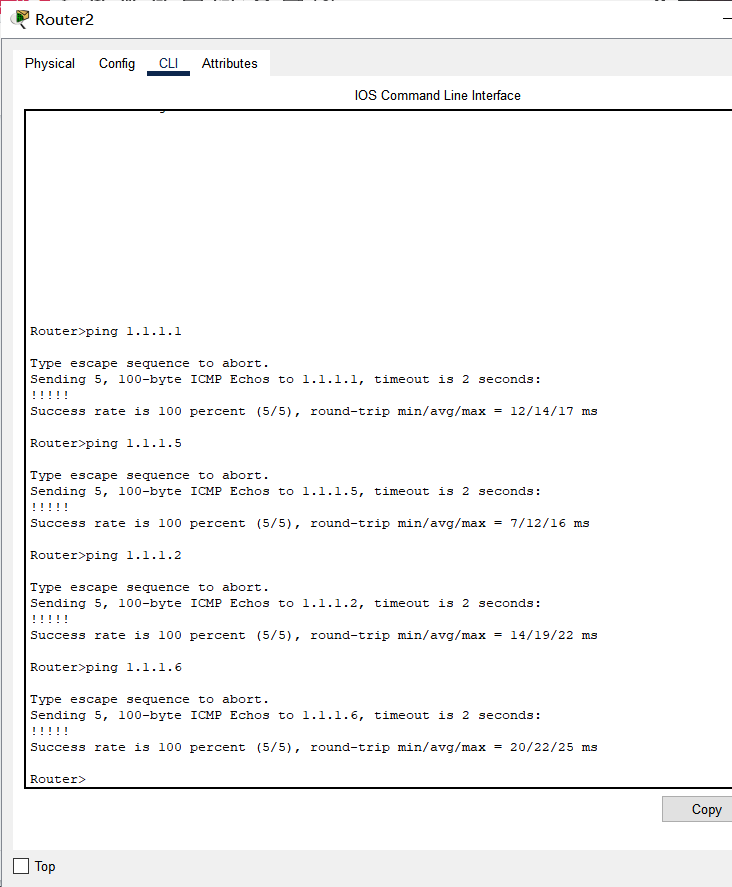 Router2
Physical Config CLI Attributes
IOS Command Line Interface
Router>ping 1.1.1.1
Type escape sequence to abort.
Sending 5, 100-byte ICMP Echos to 1.1.1.1, timeout is 2 seconds:
!!!!!
Success rate is 100 percent (5/5), round-trip min/avg/max = 12/14/17 ms
Router>ping 1.1.1.5
Type escape sequence to abort.
Sending 5, 100-byte ICMP Echos to 1.1.1.5, timeout is 2 seconds:
!!!!!
Success rate is 100 percent (5/5), round-trip min/avg/max = 7/12/16 ms
Router>ping 1.1.1.2
Type escape sequence to abort.
Sending 5, 100-byte ICMP Echos to 1.1.1.2, timeout is 2 seconds:
!!!!!
Success rate is 100 percent (5/5), round-trip min/avg/max = 14/19/22 ms
Router>ping 1.1.1.6
Type escape sequence to abort.
Sending 5, 100-byte ICMP Echos to 1.1.1.6, timeout is 2 seconds:
!!!!!
Success rate is 100 percent (5/5), round-trip min/avg/max = 20/22/25 ms
Router>
Copy
Top